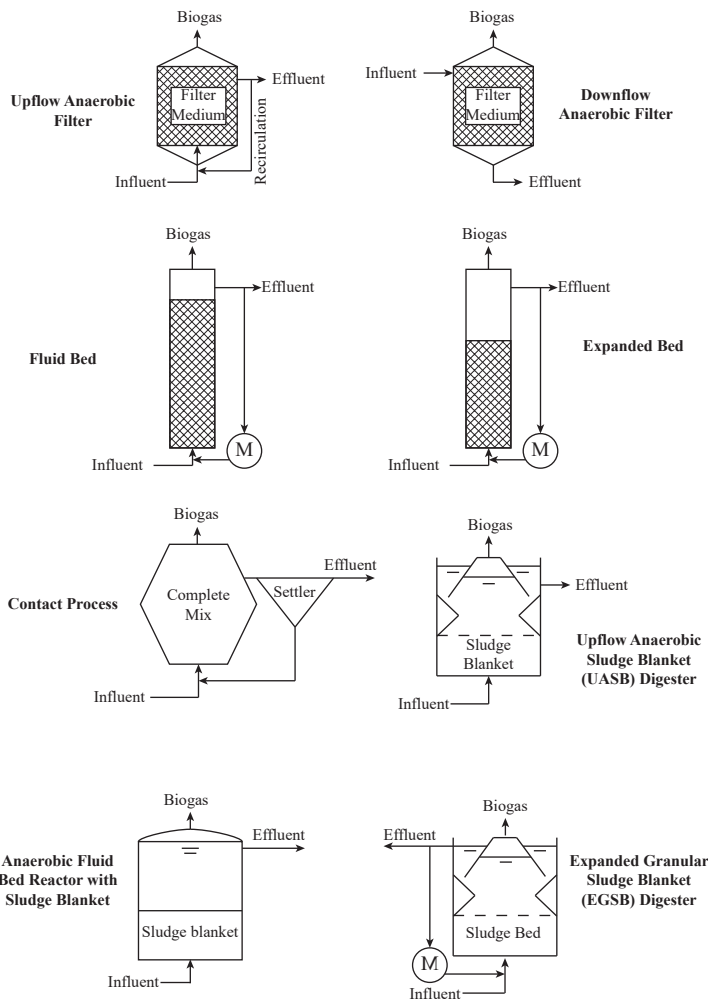 Biogas
Upflow Anaerobic
Filter
Filter
Medium
Effluent
Recirculation
Influent
Biogas
Influent
Filter
Medium
Downflow
Anaerobic Filter
Effluent
Biogas
Effluent
Fluid Bed
M
Influent
Biogas
Effluent
Expanded Bed
M
Influent
Biogas
Effluent
Contact Process
Complete
Mix
Settler
Influent
Biogas
Effluent
Sludge
Blanket
Upflow Anaerobic
Sludge Blanket
(UASB) Digester
Influent
Biogas
Effluent
Anaerobic Fluid
Bed Reactor with
Sludge Blanket
Sludge blanket
Influent
Biogas
Effluent
Expanded Granular
Sludge Blanket
(EGSB) Digester
Sludge Bed
M
Influent